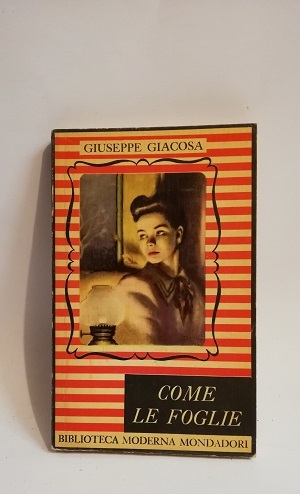 GIUSEPPE GIACOSA
COME
LE FOGLIE
BIBLIOTECA MODERNA MONDADORI